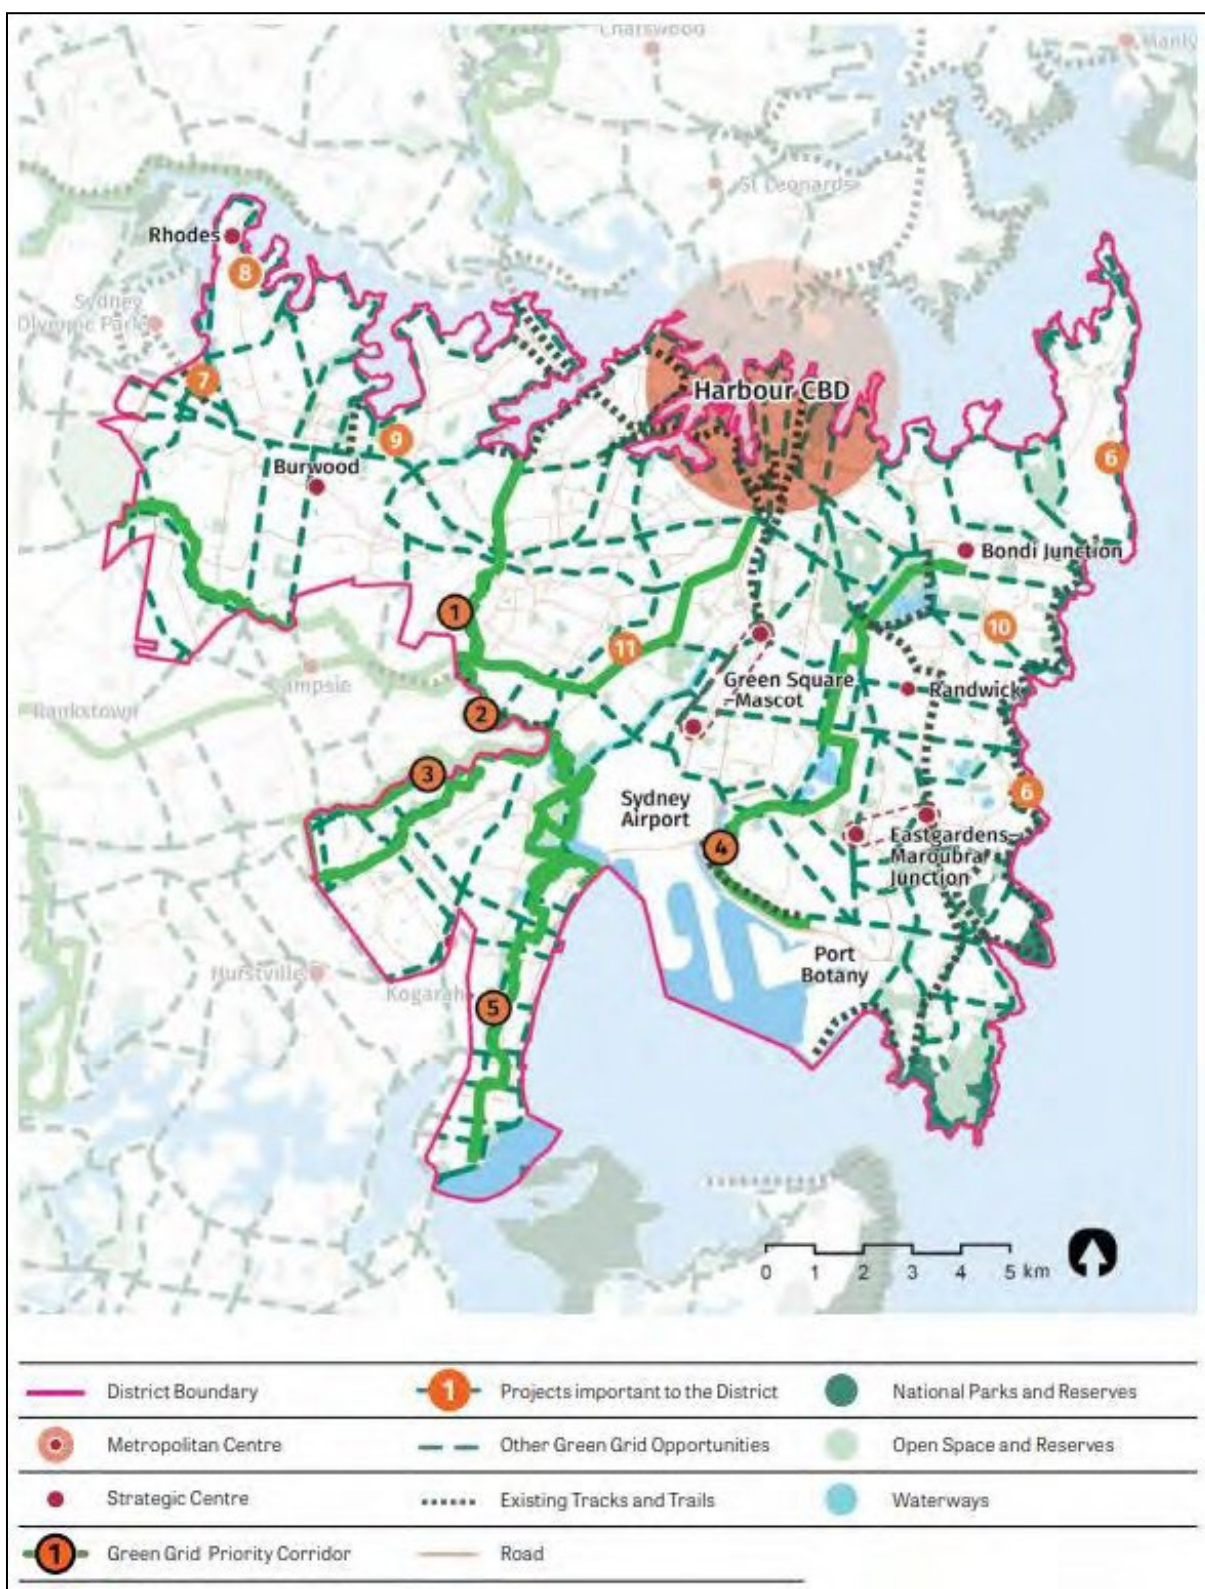 Chatswood
Manly
St Leonards
Rhodes
8
Sydney
Olympic Park
7
Harbour CBD
9
Burwood
6
Bondi Junction
1
11
10
Campsie
Green Square
–Mascot
Randwick
Bankstown
2
3
Sydney
Airport
6
4
Eastgardens–
Maroubra
Junction
Port
Botany
Hurstville
Kogarah
5
0 1 2 3 4 5 km
District Boundary
1 Projects important to the District
National Parks and Reserves
Metropolitan Centre
Other Green Grid Opportunities
Open Space and Reserves
Strategic Centre
Existing Tracks and Trails
Waterways
1 Green Grid Priority Corridor
Road